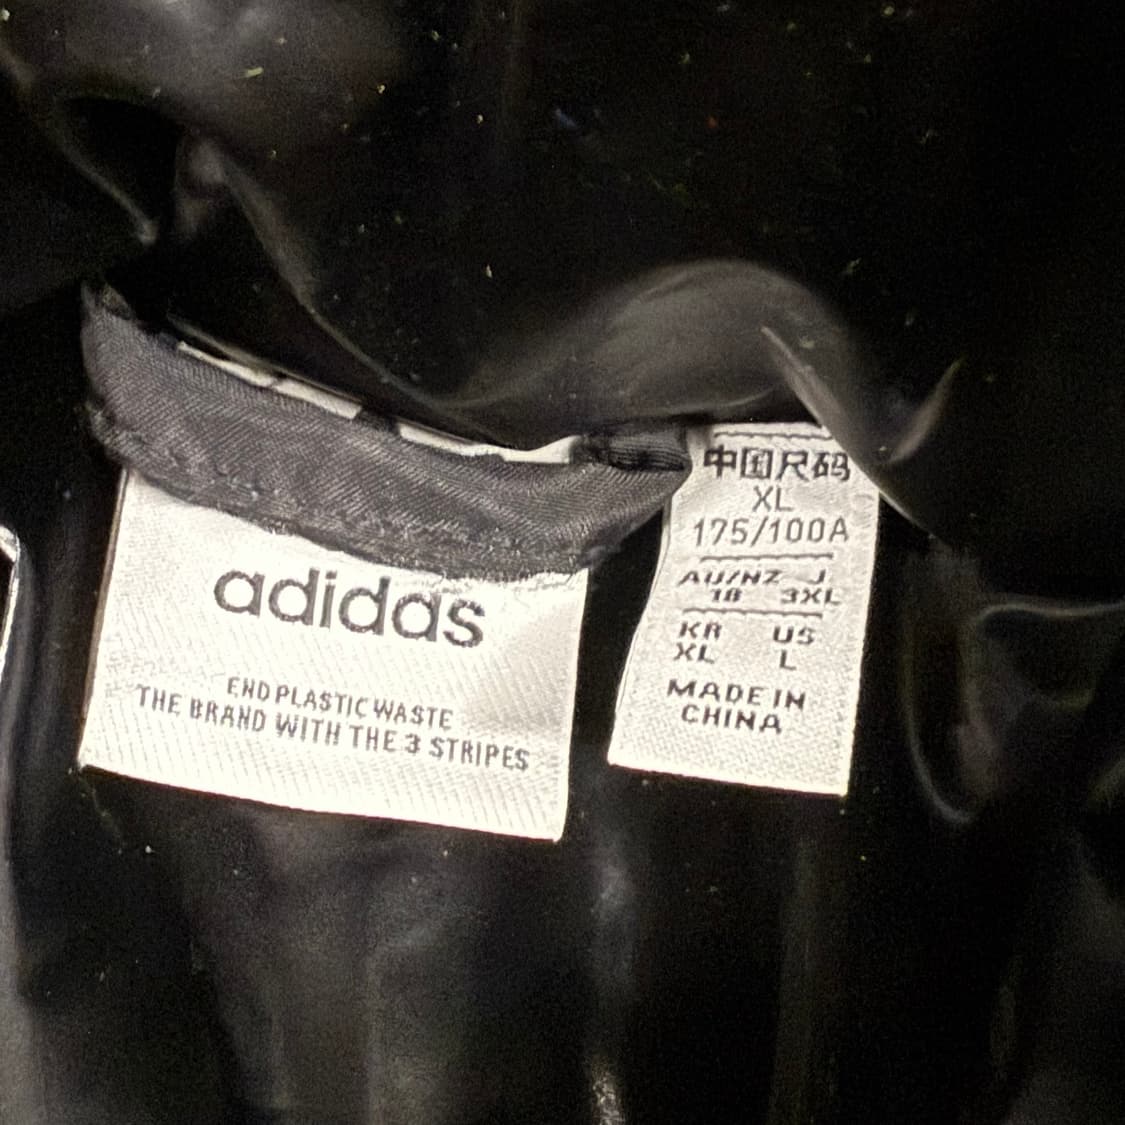 adidas
END PLASTIC WASTE
THE BRAND WITH THE 3 STRIPES
中国尺码
XL
175/100A
AU/NZ J
18 3XL
KR US
XL L
MADE IN
CHINA